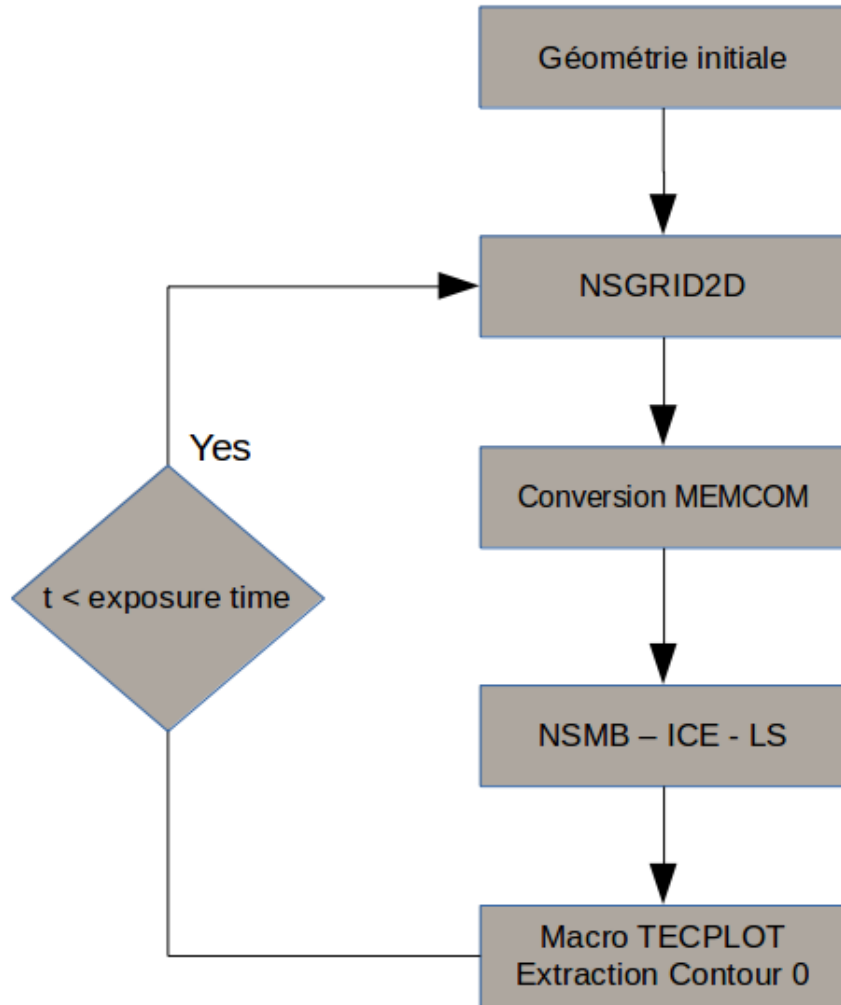 Géométrie initiale
NSGRID2D
Yes
Conversion MEMCOM
t < exposure time
NSMB – ICE - LS
Macro TECPLOT
Extraction Contour 0